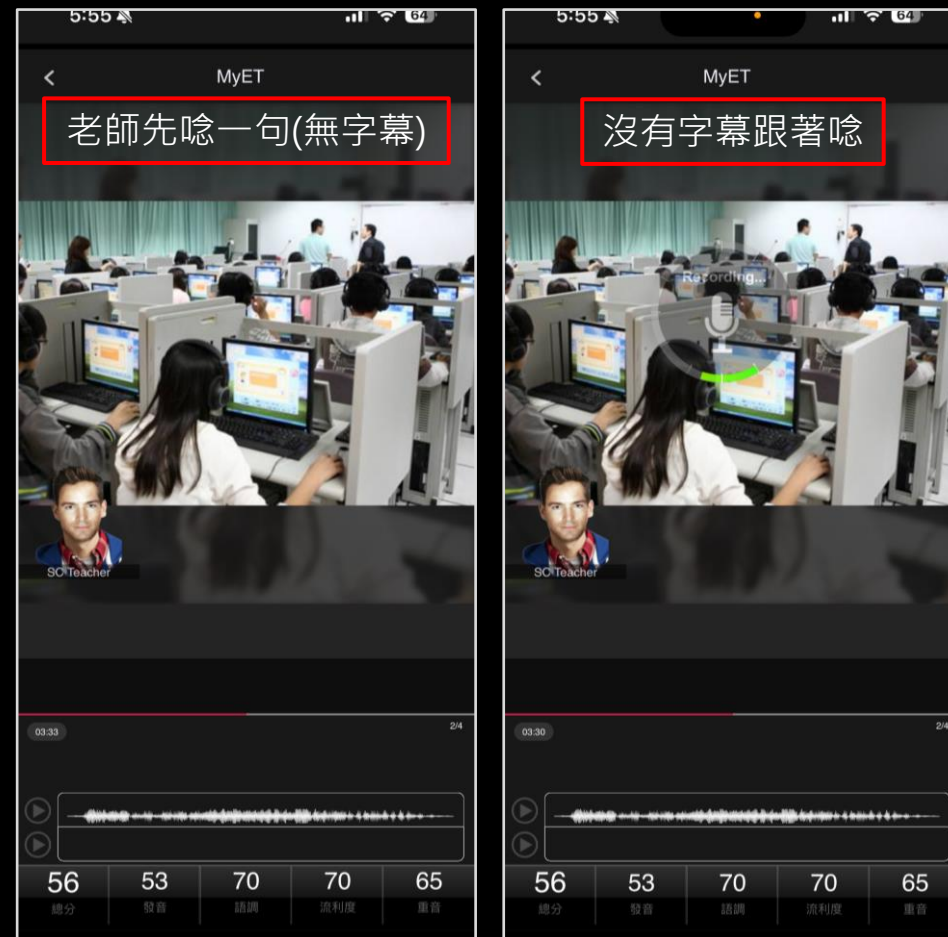 5:55
64
MyET
老師先唸一句(無字幕)
SC Teacher
03:33
2/4
56
53
70
70
65
總分
發音
語調
流利度
重音
5:55
64
MyET
沒有字幕跟著唸
Recording...
SC Teacher
03:30
2/4
56
53
70
70
65
總分
發音
語調
流利度
重音